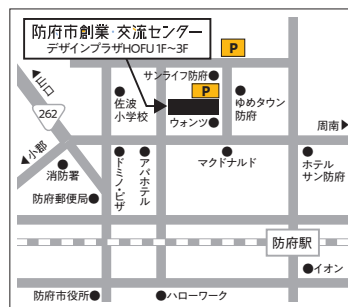 防府市創業・交流センター
デザインプラザHOFU 1F～3F
P
サンライフ防府
P
山口
262
佐波
小学校
ゆめタウン
防府
ウォンツ
周南
小郡
消防署
ドミノ・ピザ
アパホテル
マクドナルド
ホテル
サン防府
防府郵便局
防府駅
イオン
防府市役所
ハローワーク